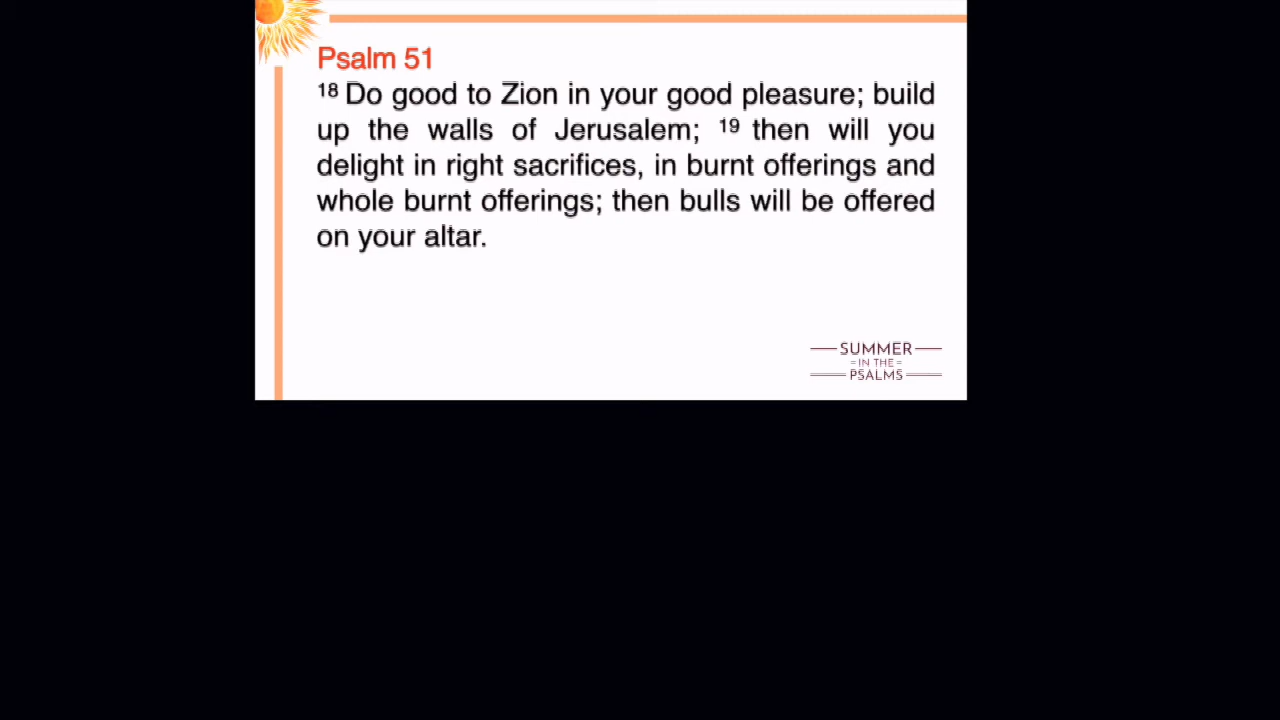 Psalm 51
18 Do good to Zion in your good pleasure; build
up the walls of Jerusalem; 19 then will you
delight in right sacrifices, in burnt offerings and
whole burnt offerings; then bulls will be offered
on your altar.
SUMMER
IN THE
PSALMS